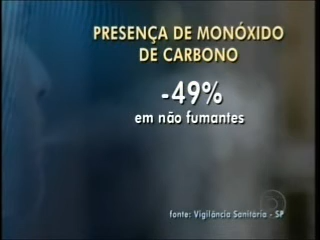 PRESENÇA DE MONÓXIDO
DE CARBONO
-49%
em não fumantes
fonte: Vigilância Sanitária - SP